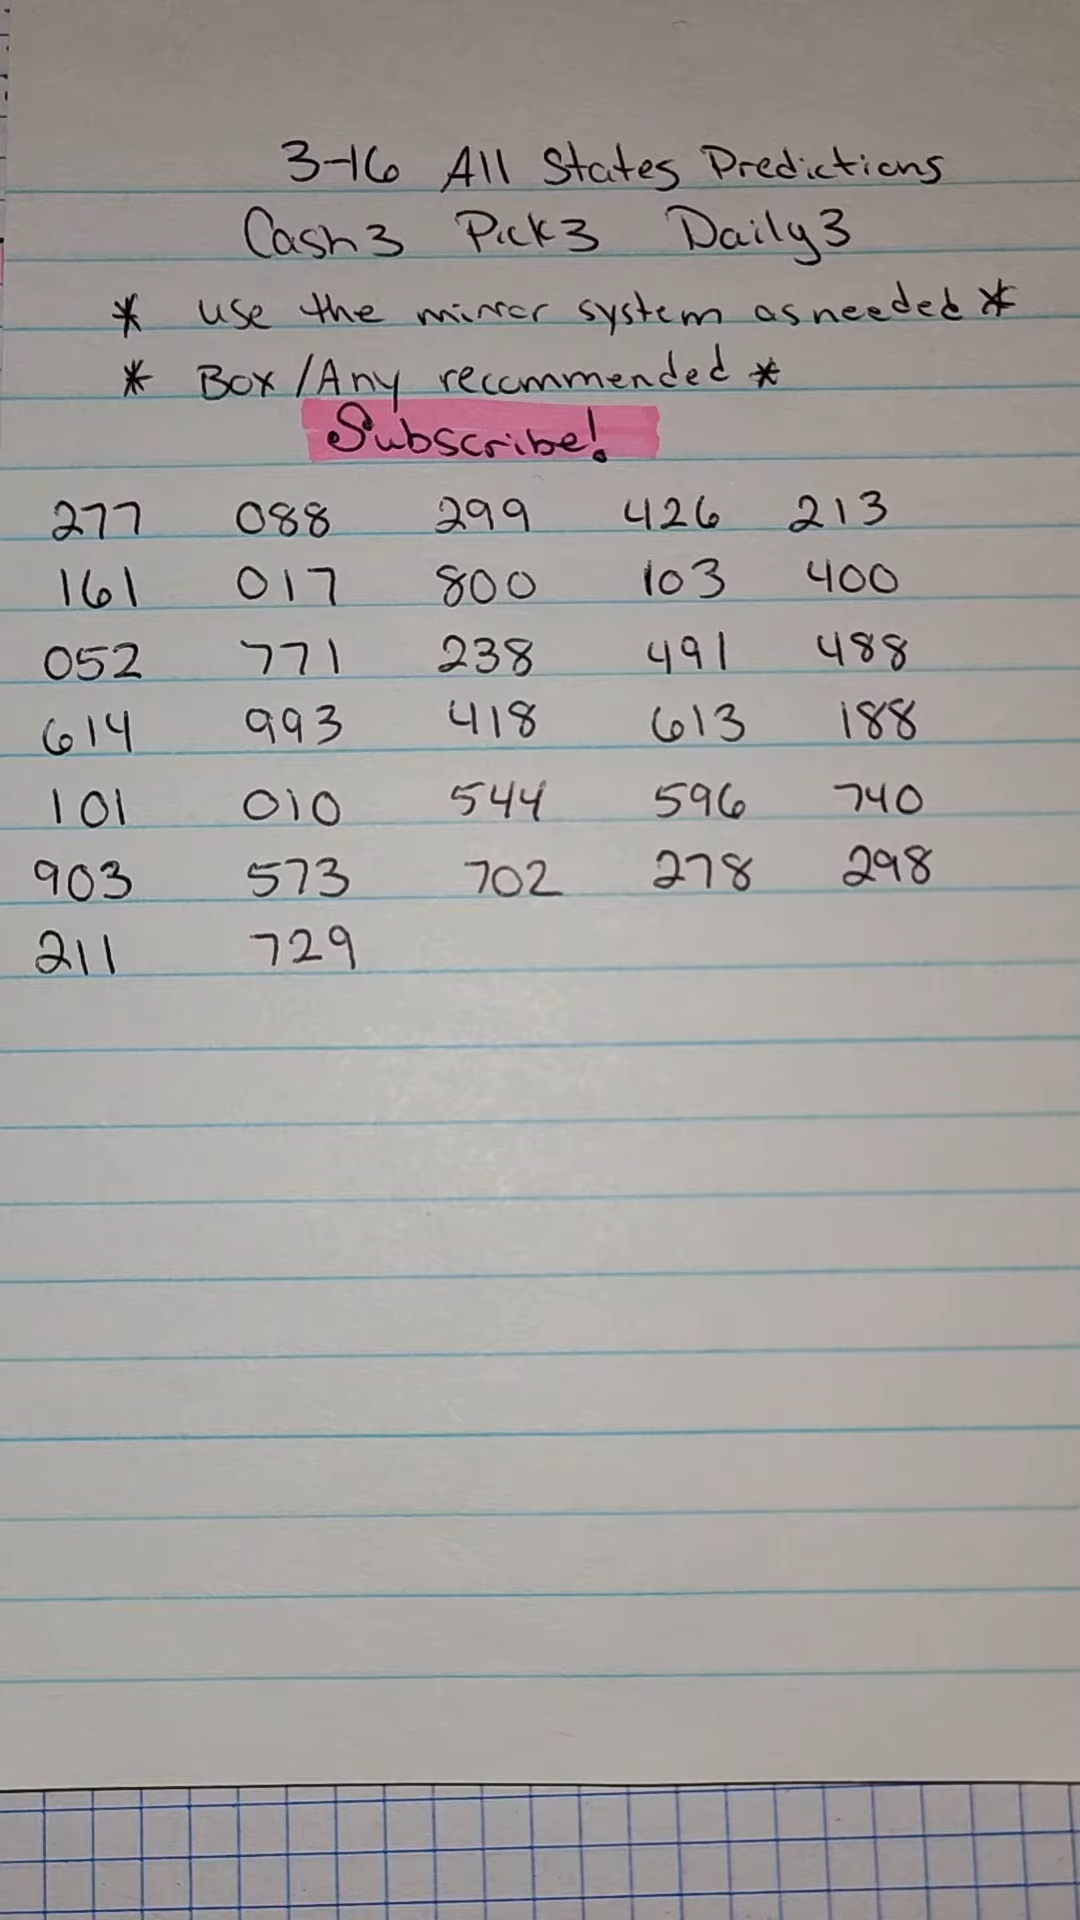 3-16 All States Predictions
Cash3 Pick3 Daily3
* use the mirror system as needed *
* Box/Any recommended *
Subscribe!
277 088 299 426 213
161 017 800 103 400
052 771 238 491 488
614 993 418 613 188
101 010 544 596 740
903 573 702 278 298
211 729